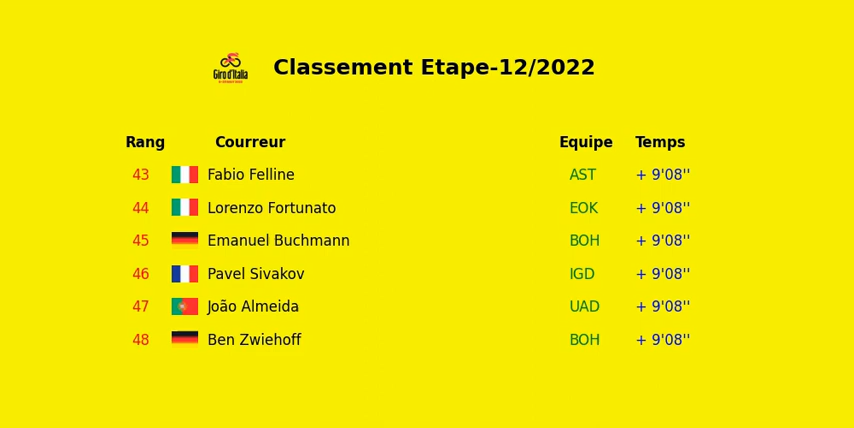 Giro d'Italia
Classement Etape-12/2022
Rang Courreur Equipe Temps
43 Fabio Felline AST + 9'08''
44 Lorenzo Fortunato EOK + 9'08''
45 Emanuel Buchmann BOH + 9'08''
46 Pavel Sivakov IGD + 9'08''
47 João Almeida UAD + 9'08''
48 Ben Zwiehoff BOH + 9'08''